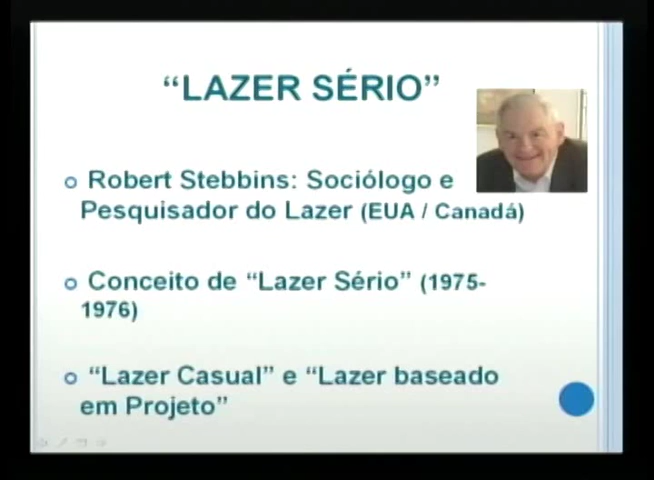 “LAZER SÉRIO”
Robert Stebbins: Sociólogo e
Pesquisador do Lazer (EUA / Canadá)
Conceito de “Lazer Sério” (1975-
1976)
“Lazer Casual” e “Lazer baseado
em Projeto”